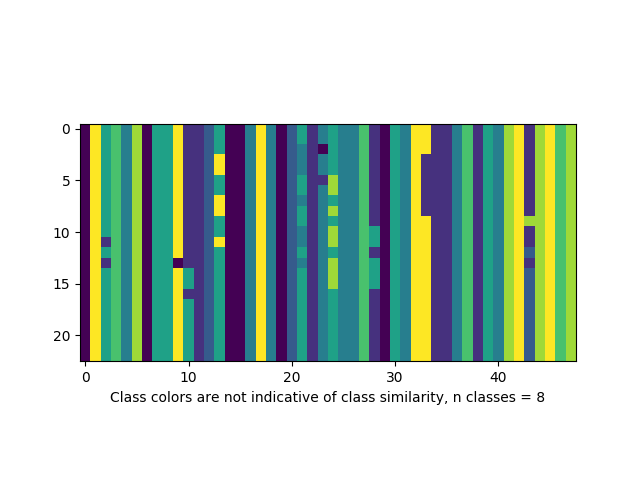 0
5
10
15
20
0 10 20 30 40
Class colors are not indicative of class similarity, n classes = 8